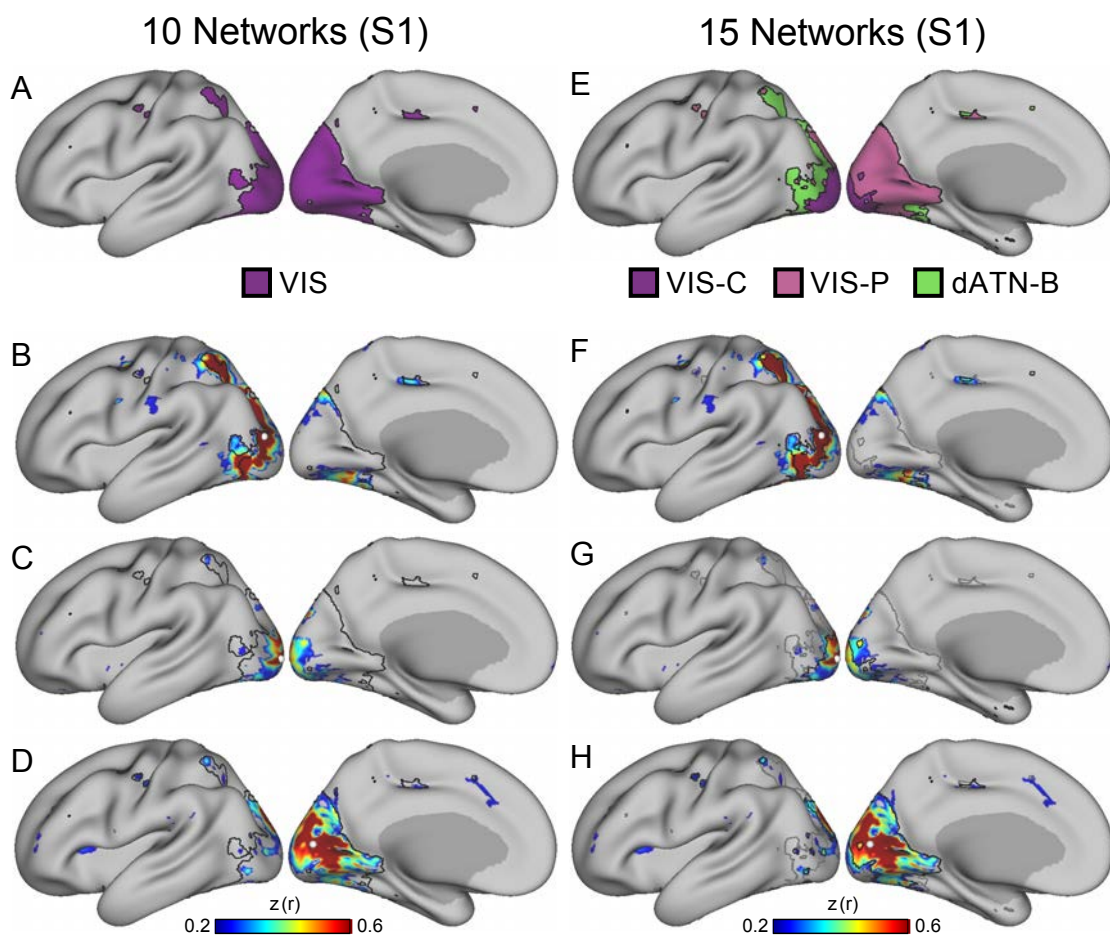 10 Networks (S1)
15 Networks (S1)
A
E
VIS
VIS-C VIS-P dATN-B
B
F
C
G
D
H
z(r)
0.2 0.6
z(r)
0.2 0.6